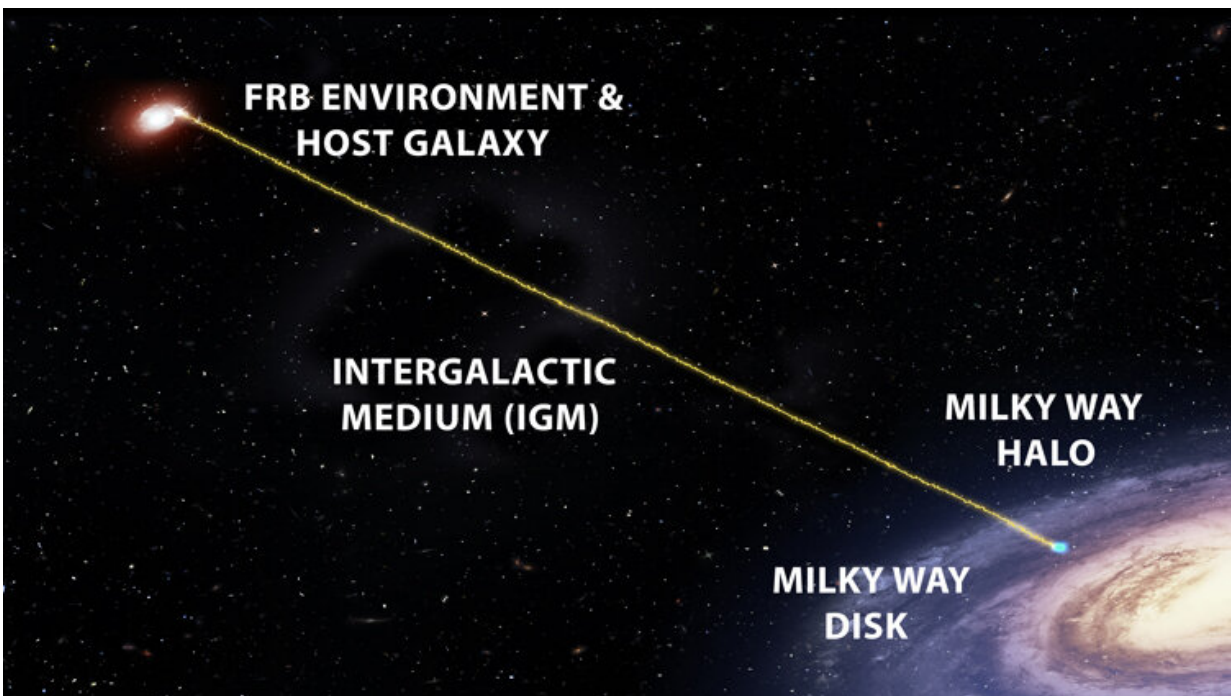 FRB ENVIRONMENT &
HOST GALAXY
INTERGALACTIC
MEDIUM (IGM)
MILKY WAY
HALO
MILKY WAY
DISK